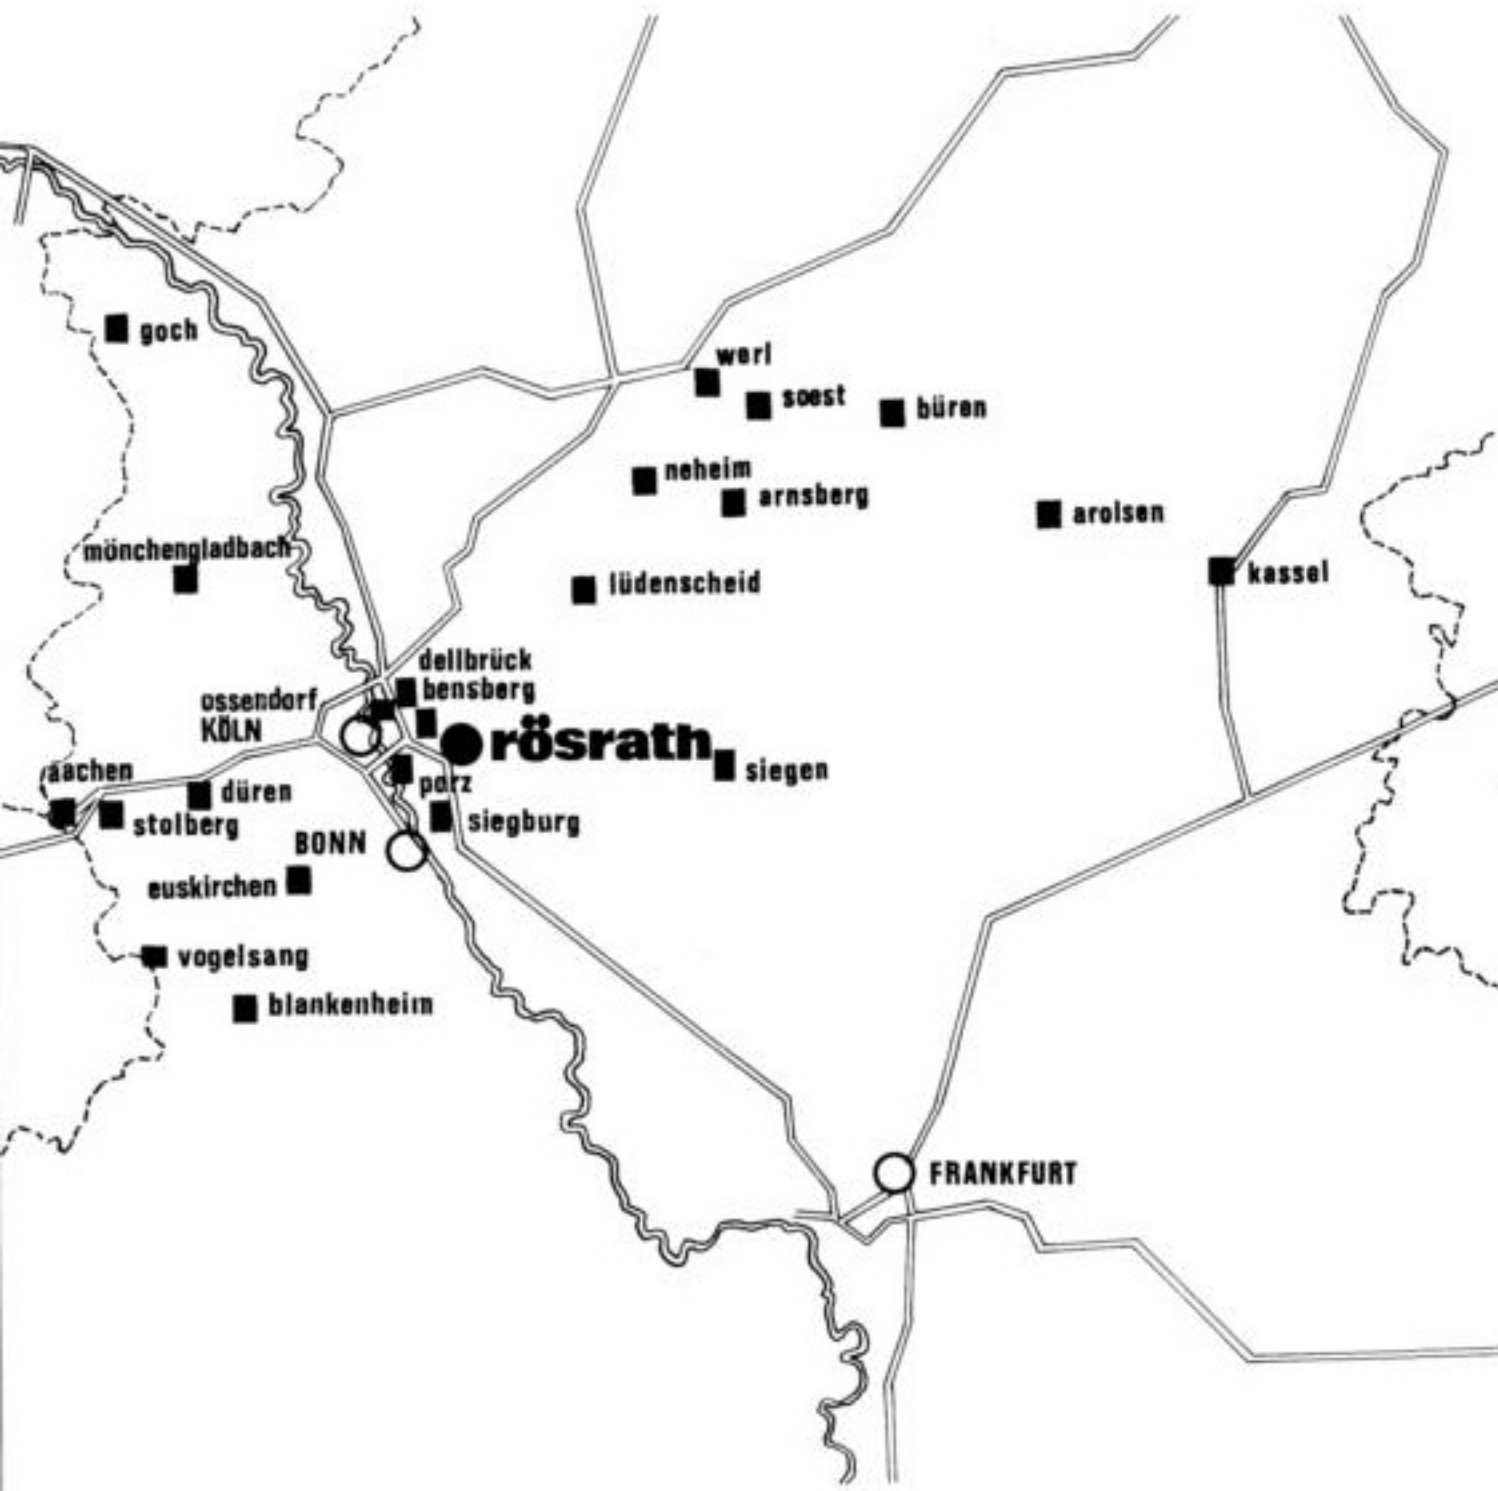 goch
werl
soest
büren
neheim
arnsberg
arolsen
mönchengladbach
lüdenscheid
kassel
dellbrück
bensberg
ossendorf
KÖLN
rösrath
aachen
siegen
porz
düren
stolberg
siegburg
BONN
euskirchen
vogelsang
blankenheim
FRANKFURT